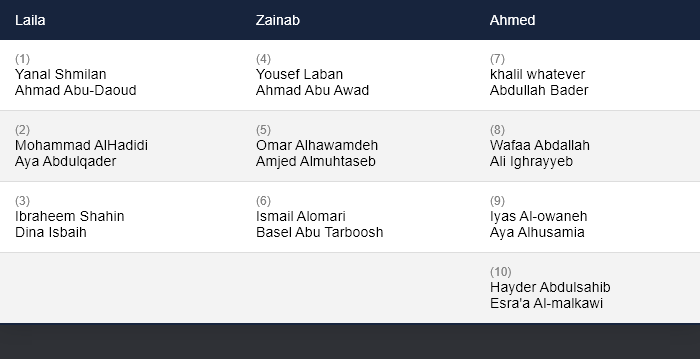 Laila Zainab Ahmed
(1) (4) (7)
Yanal Shmilan Yousef Laban khalil whatever
Ahmad Abu-Daoud Ahmad Abu Awad Abdullah Bader
(2) (5) (8)
Mohammad AlHadidi Omar Alhawamdeh Wafaa Abdallah
Aya Abdulqader Amjed Almuhtaseb Ali Ighrayyeb
(3) (6) (9)
Ibraheem Shahin Ismail Alomari Iyas Al-owaneh
Dina Isbaih Basel Abu Tarboosh Aya Alhusamia
(10)
Hayder Abdulsahib
Esra'a Al-malkawi